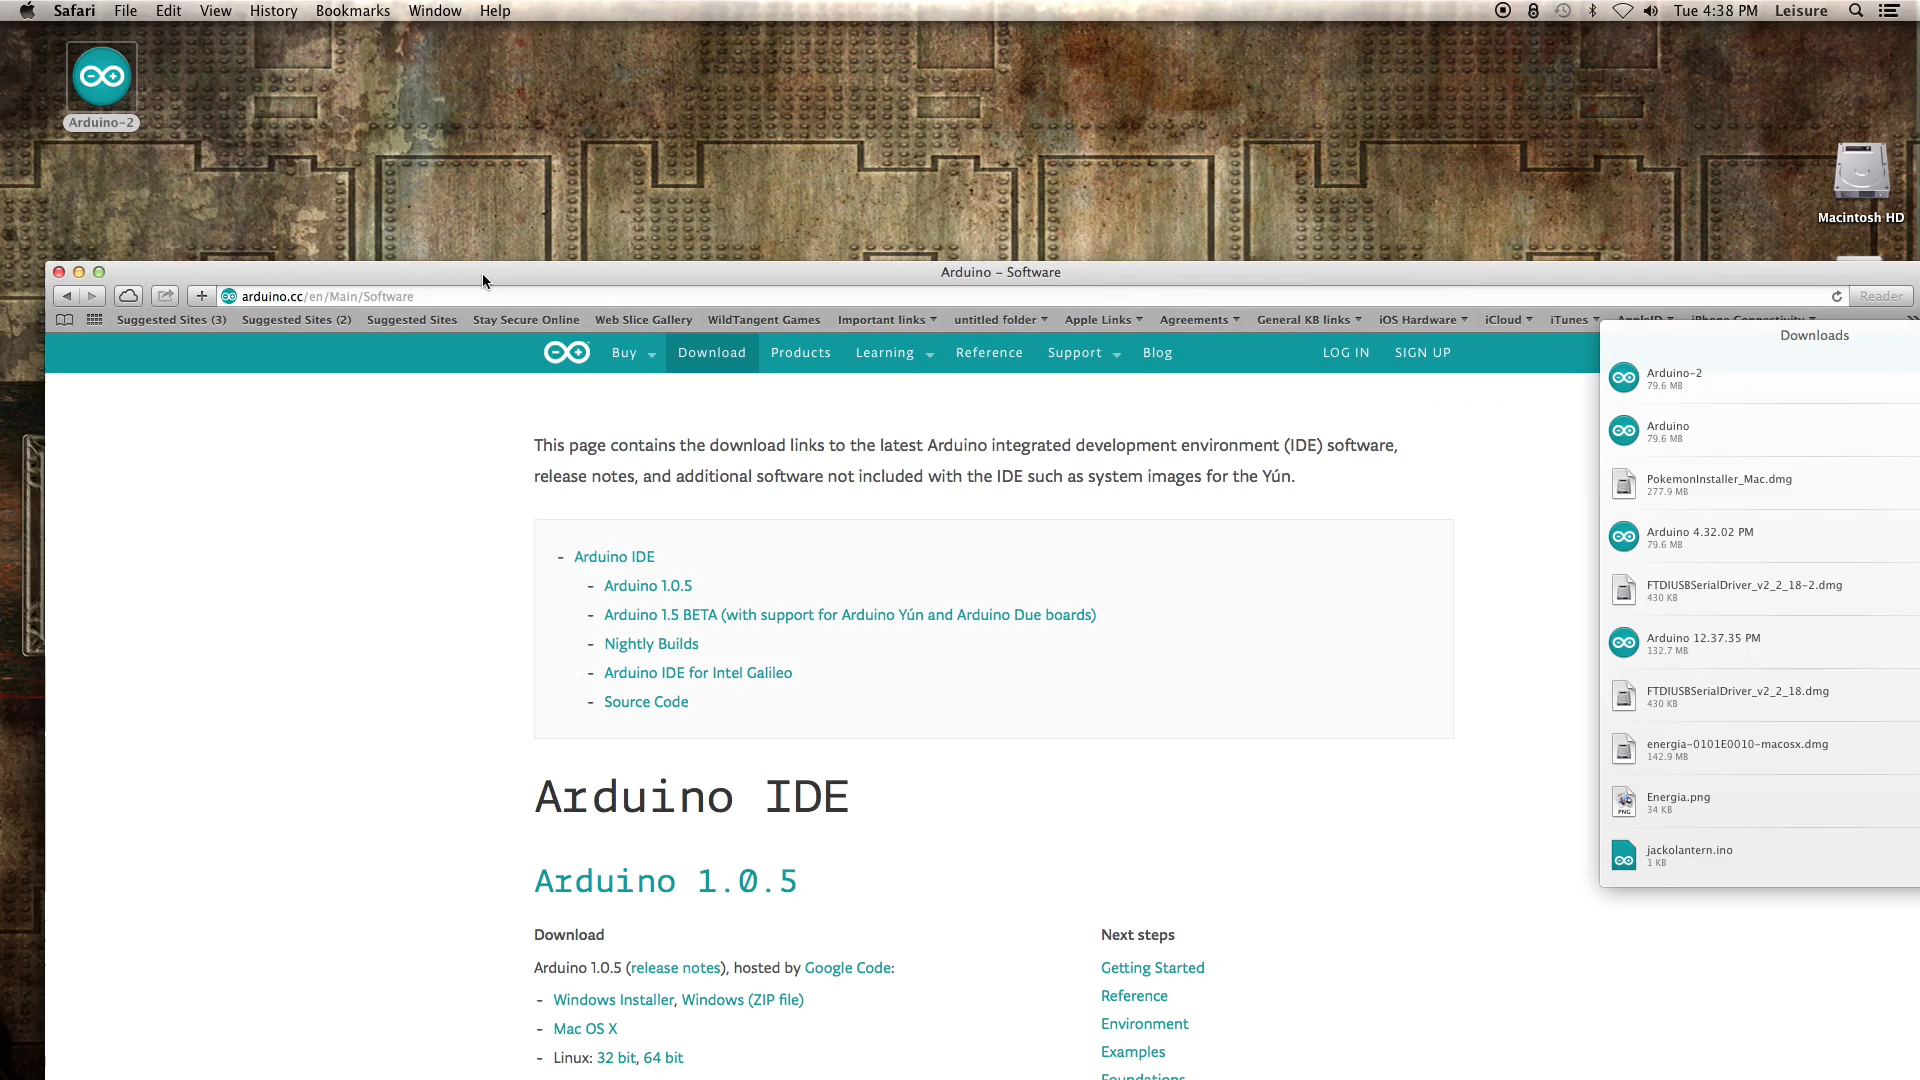 Safari File Edit View History Bookmarks Window Help
Tue 4:38 PM Leisure
Arduino-2
Macintosh HD
Arduino – Software
arduino.cc/en/Main/Software
Reader
Suggested Sites (3) Suggested Sites (2) Suggested Sites Stay Secure Online Web Slice Gallery WildTangent Games Important links untitled folder Apple Links Agreements General KB links iOS Hardware iCloud iTunes AppleID iPhone Connectivity
Buy Download Products Learning Reference Support Blog LOG IN SIGN UP
This page contains the download links to the latest Arduino integrated development environment (IDE) software,
release notes, and additional software not included with the IDE such as system images for the Yún.
- Arduino IDE
- Arduino 1.0.5
- Arduino 1.5 BETA (with support for Arduino Yún and Arduino Due boards)
- Nightly Builds
- Arduino IDE for Intel Galileo
- Source Code
Arduino IDE
Arduino 1.0.5
Download
Arduino 1.0.5 (release notes), hosted by Google Code:
- Windows Installer, Windows (ZIP file)
- Mac OS X
- Linux: 32 bit, 64 bit
Next steps
Getting Started
Reference
Environment
Examples
Foundations
Downloads
Arduino-2
79.6 MB
Arduino
79.6 MB
PokemonInstaller_Mac.dmg
277.9 MB
Arduino 4.32.02 PM
79.6 MB
FTDIUSBSerialDriver_v2_2_18-2.dmg
430 KB
Arduino 12.37.35 PM
132.7 MB
FTDIUSBSerialDriver_v2_2_18.dmg
430 KB
energia-0101E0010-macosx.dmg
142.9 MB
Energia.png
34 KB
PNG
jackolantern.ino
1 KB